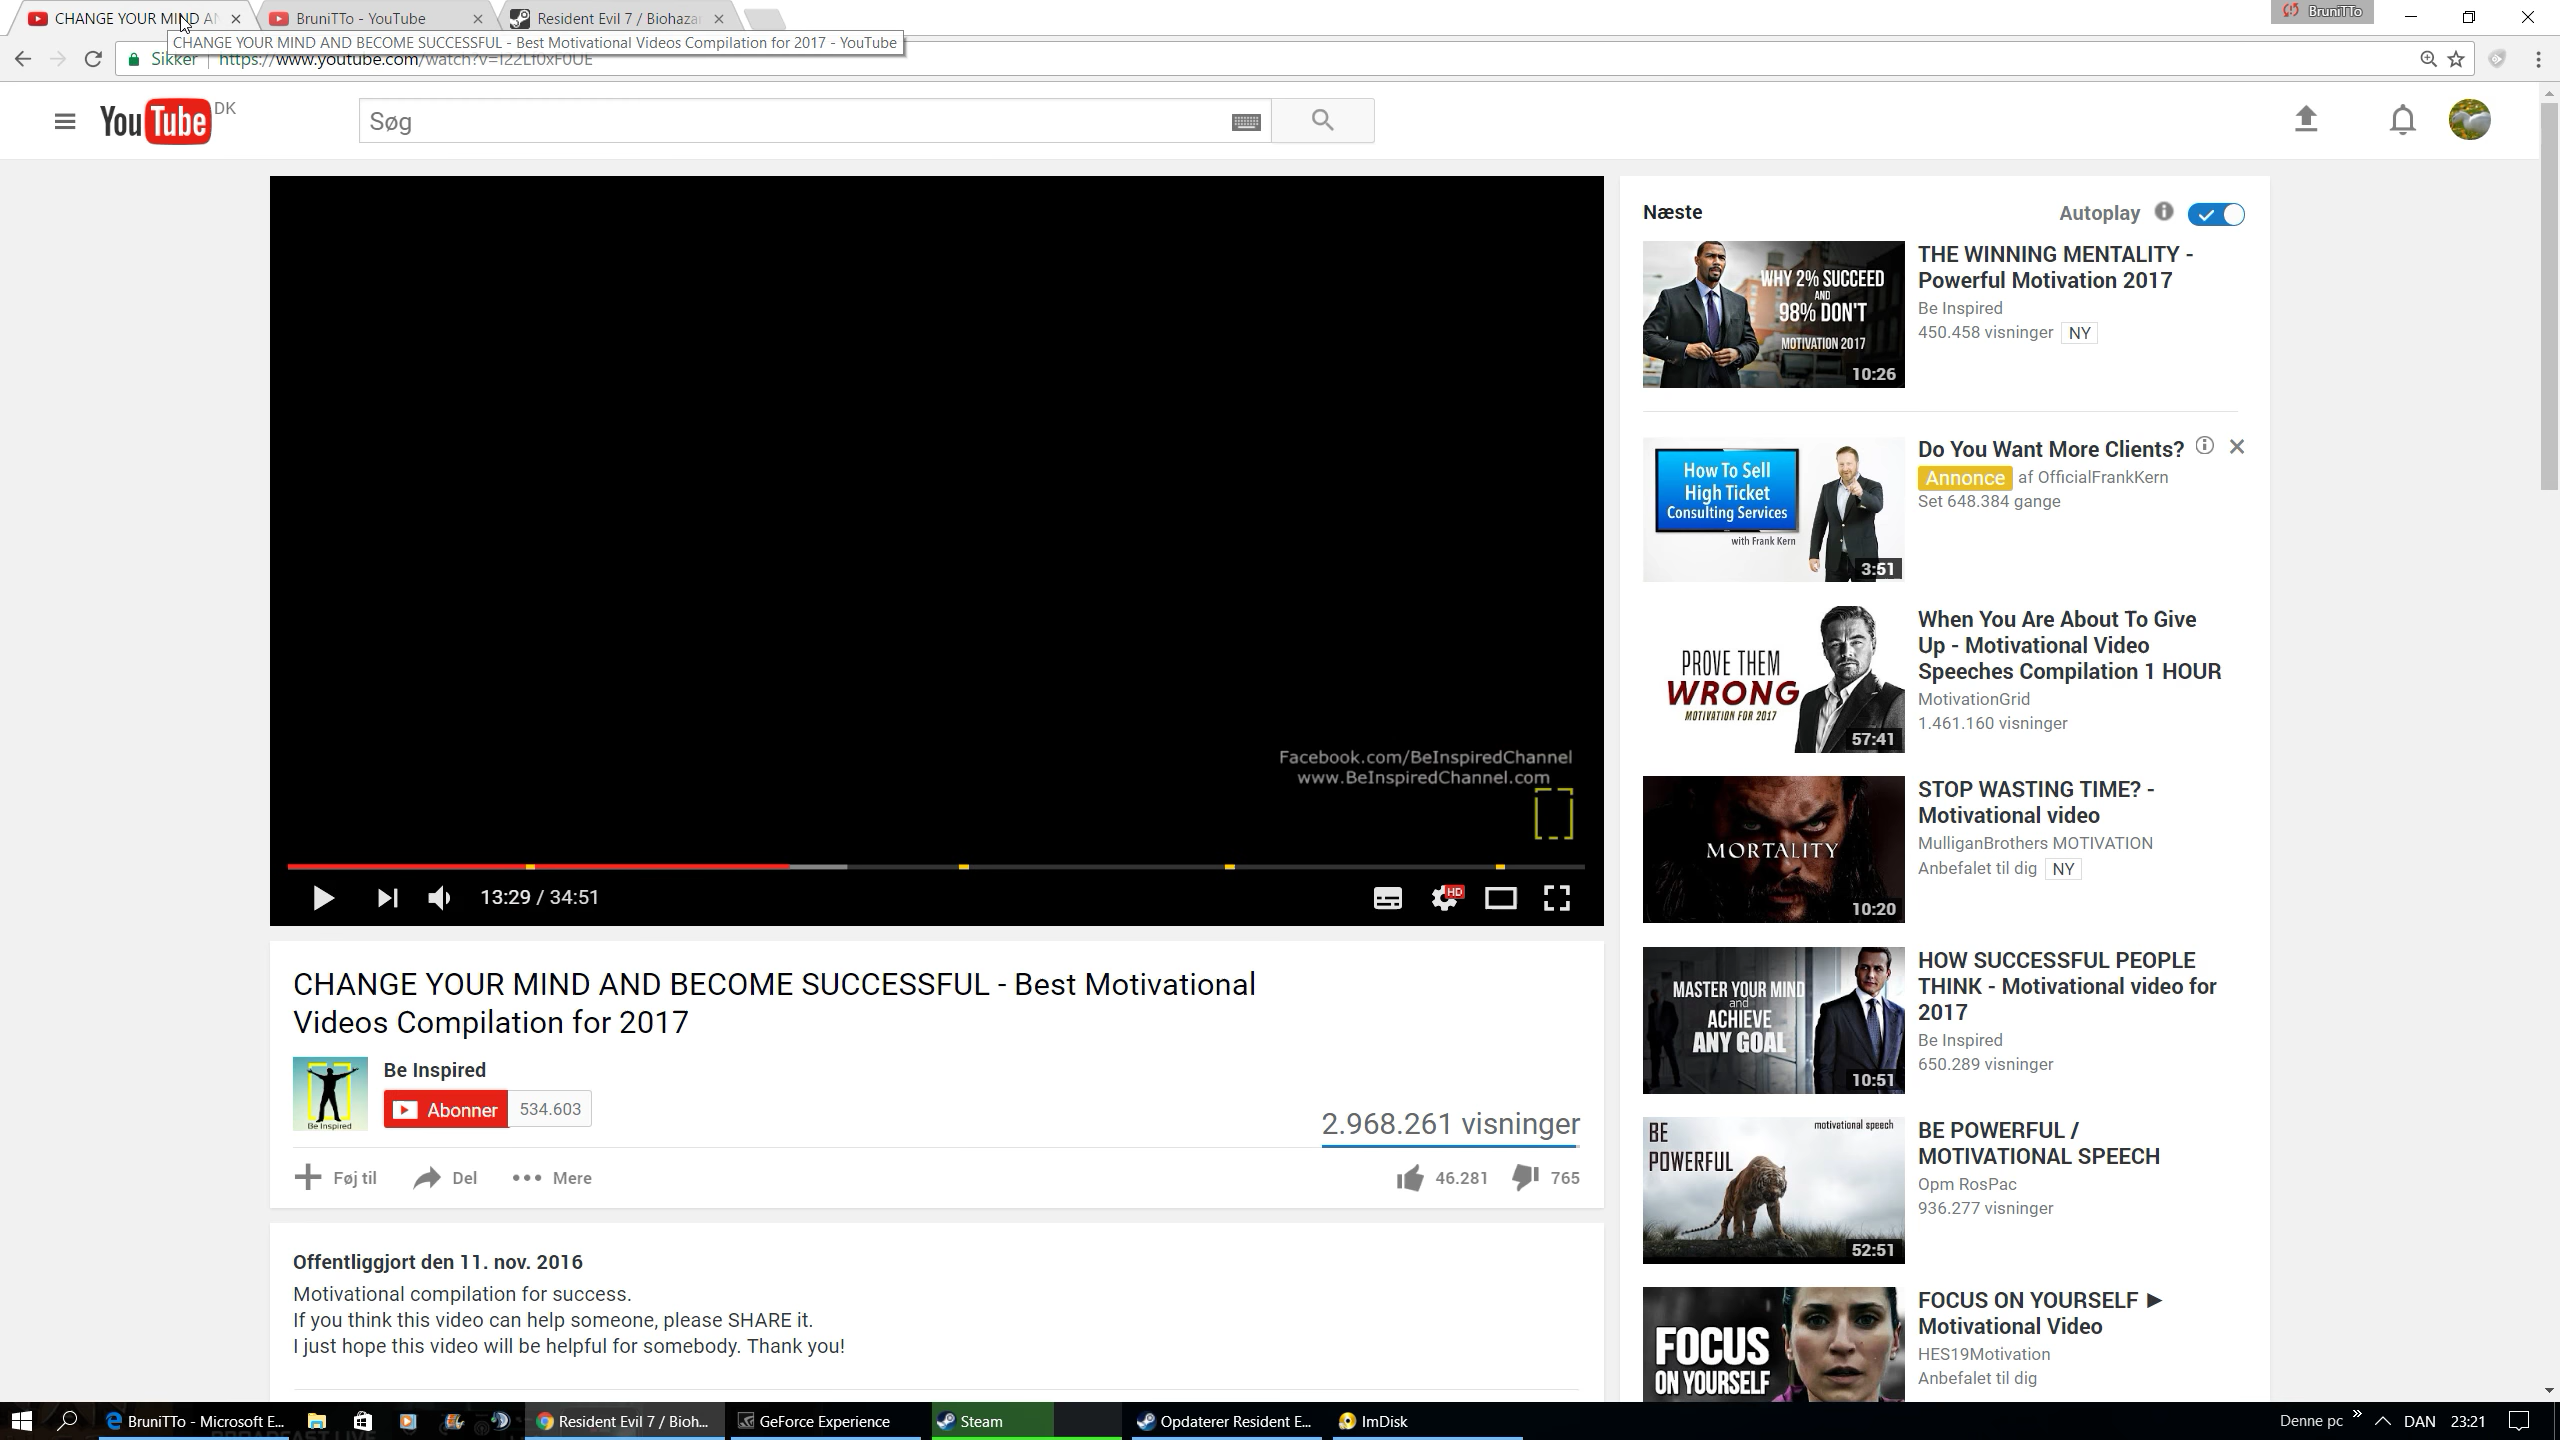 CHANGE YOUR MIND AN
BruniTTo - YouTube
Resident Evil 7 / Biohaza
BruniTTo
CHANGE YOUR MIND AND BECOME SUCCESSFUL - Best Motivational Videos Compilation for 2017 - YouTube
Sikker
YouTube DK
Søg
Næste
Autoplay
WHY 2% SUCCEED
AND
98% DON'T
MOTIVATION 2017
10:26
THE WINNING MENTALITY -
Powerful Motivation 2017
Be Inspired
450.458 visninger NY
How To Sell
High Ticket
Consulting Services
with Frank Kern
3:51
Do You Want More Clients?
Annonce af OfficialFrankKern
Set 648.384 gange
PROVE THEM
WRONG
MOTIVATION FOR 2017
57:41
When You Are About To Give
Up - Motivational Video
Speeches Compilation 1 HOUR
MotivationGrid
1.461.160 visninger
MORTALITY
10:20
STOP WASTING TIME? -
Motivational video
MulliganBrothers MOTIVATION
Anbefalet til dig NY
MASTER YOUR MIND
and
ACHIEVE
ANY GOAL
10:51
HOW SUCCESSFUL PEOPLE
THINK - Motivational video for
2017
Be Inspired
650.289 visninger
BE
POWERFUL
motivational speech
52:51
BE POWERFUL /
MOTIVATIONAL SPEECH
Opm RosPac
936.277 visninger
FOCUS
ON YOURSELF
FOCUS ON YOURSELF ►
Motivational Video
HES19Motivation
Anbefalet til dig
Facebook.com/BeInspiredChannel
www.BeInspiredChannel.com
13:29 / 34:51
HD
CHANGE YOUR MIND AND BECOME SUCCESSFUL - Best Motivational
Videos Compilation for 2017
Be Inspired
Be Inspired
Abonner 534.603
2.968.261 visninger
Føj til
Del
Mere
46.281
765
Offentliggjort den 11. nov. 2016
Motivational compilation for success.
If you think this video can help someone, please SHARE it.
I just hope this video will be helpful for somebody. Thank you!
BruniTTo - Microsoft E...
Resident Evil 7 / Bioh...
GeForce Experience
Steam
Opdaterer Resident E...
ImDisk
Denne pc
DAN
23:21